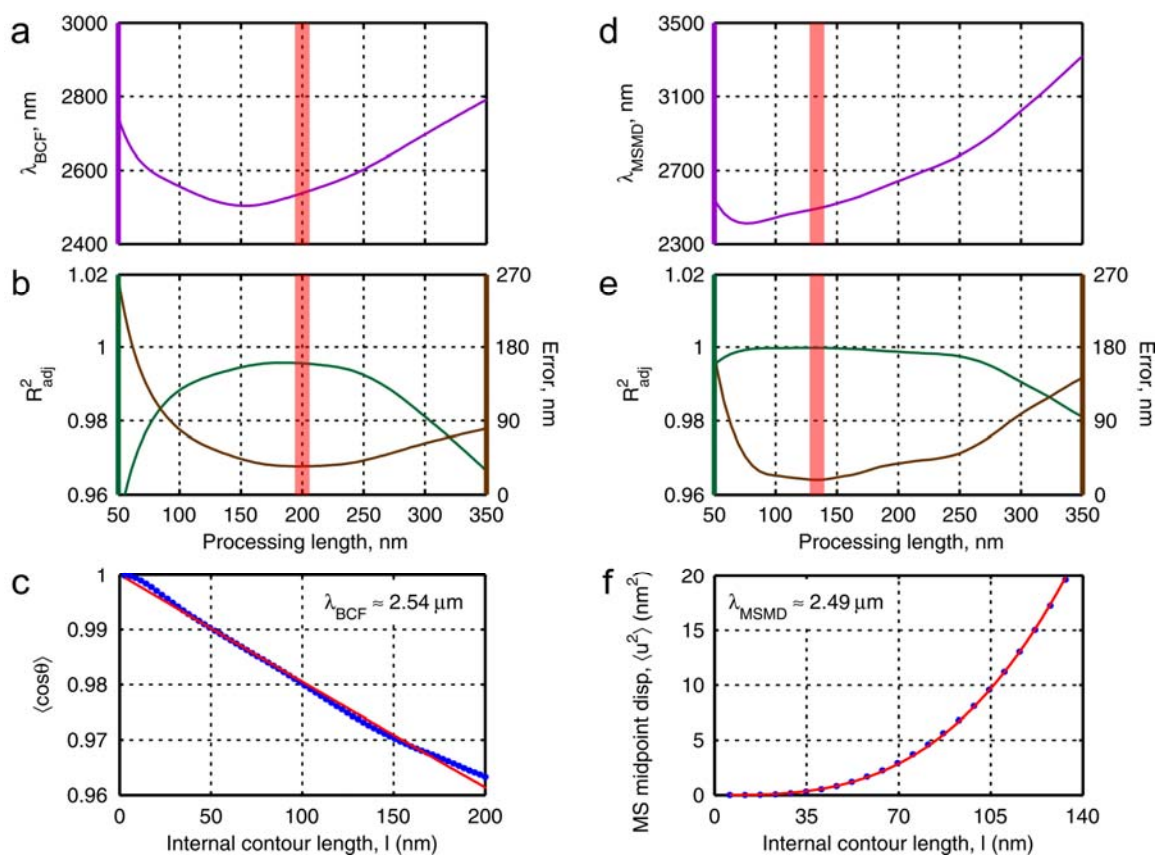 a
3000
2800
2600
2400
λBCF, nm
b
1.02
1
0.98
0.96
R²adj
270
180
90
0
Error, nm
50 100 150 200 250 300 350
Processing length, nm
c
1
0.99
0.98
0.97
0.96
⟨cosθ⟩
λBCF ≈ 2.54 μm
0 50 100 150 200
Internal contour length, l (nm)
d
3500
3100
2700
2300
λMSMD, nm
e
1.02
1
0.98
0.96
R²adj
270
180
90
0
Error, nm
50 100 150 200 250 300 350
Processing length, nm
f
20
15
10
5
0
MS midpoint disp, ⟨u²⟩ (nm²)
λMSMD ≈ 2.49 μm
0 35 70 105 140
Internal contour length, l (nm)